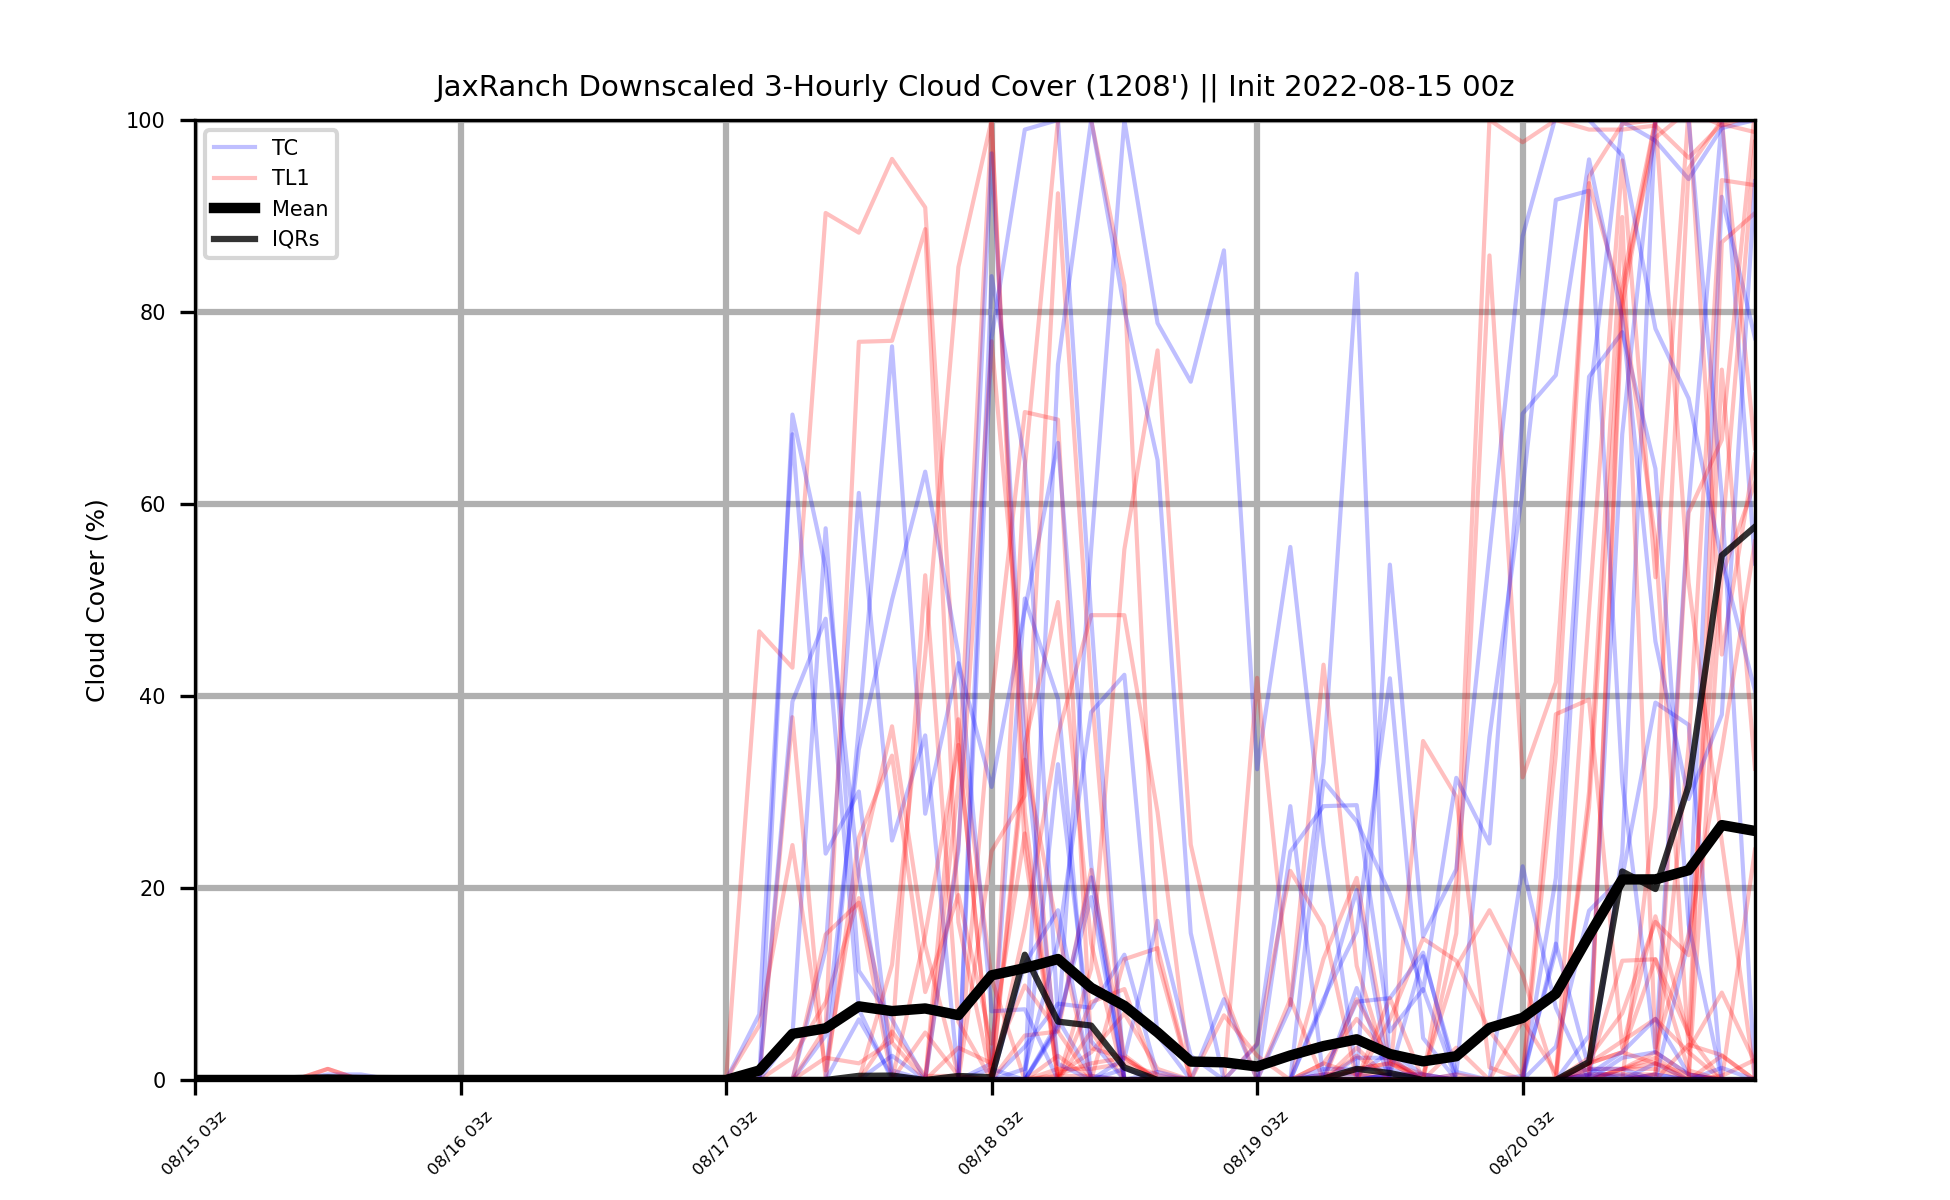 JaxRanch Downscaled 3-Hourly Cloud Cover (1208') || Init 2022-08-15 00z
100
80
60
40
20
0
Cloud Cover (%)
TC
TL1
Mean
IQRs
08/15 03z
08/16 03z
08/17 03z
08/18 03z
08/19 03z
08/20 03z